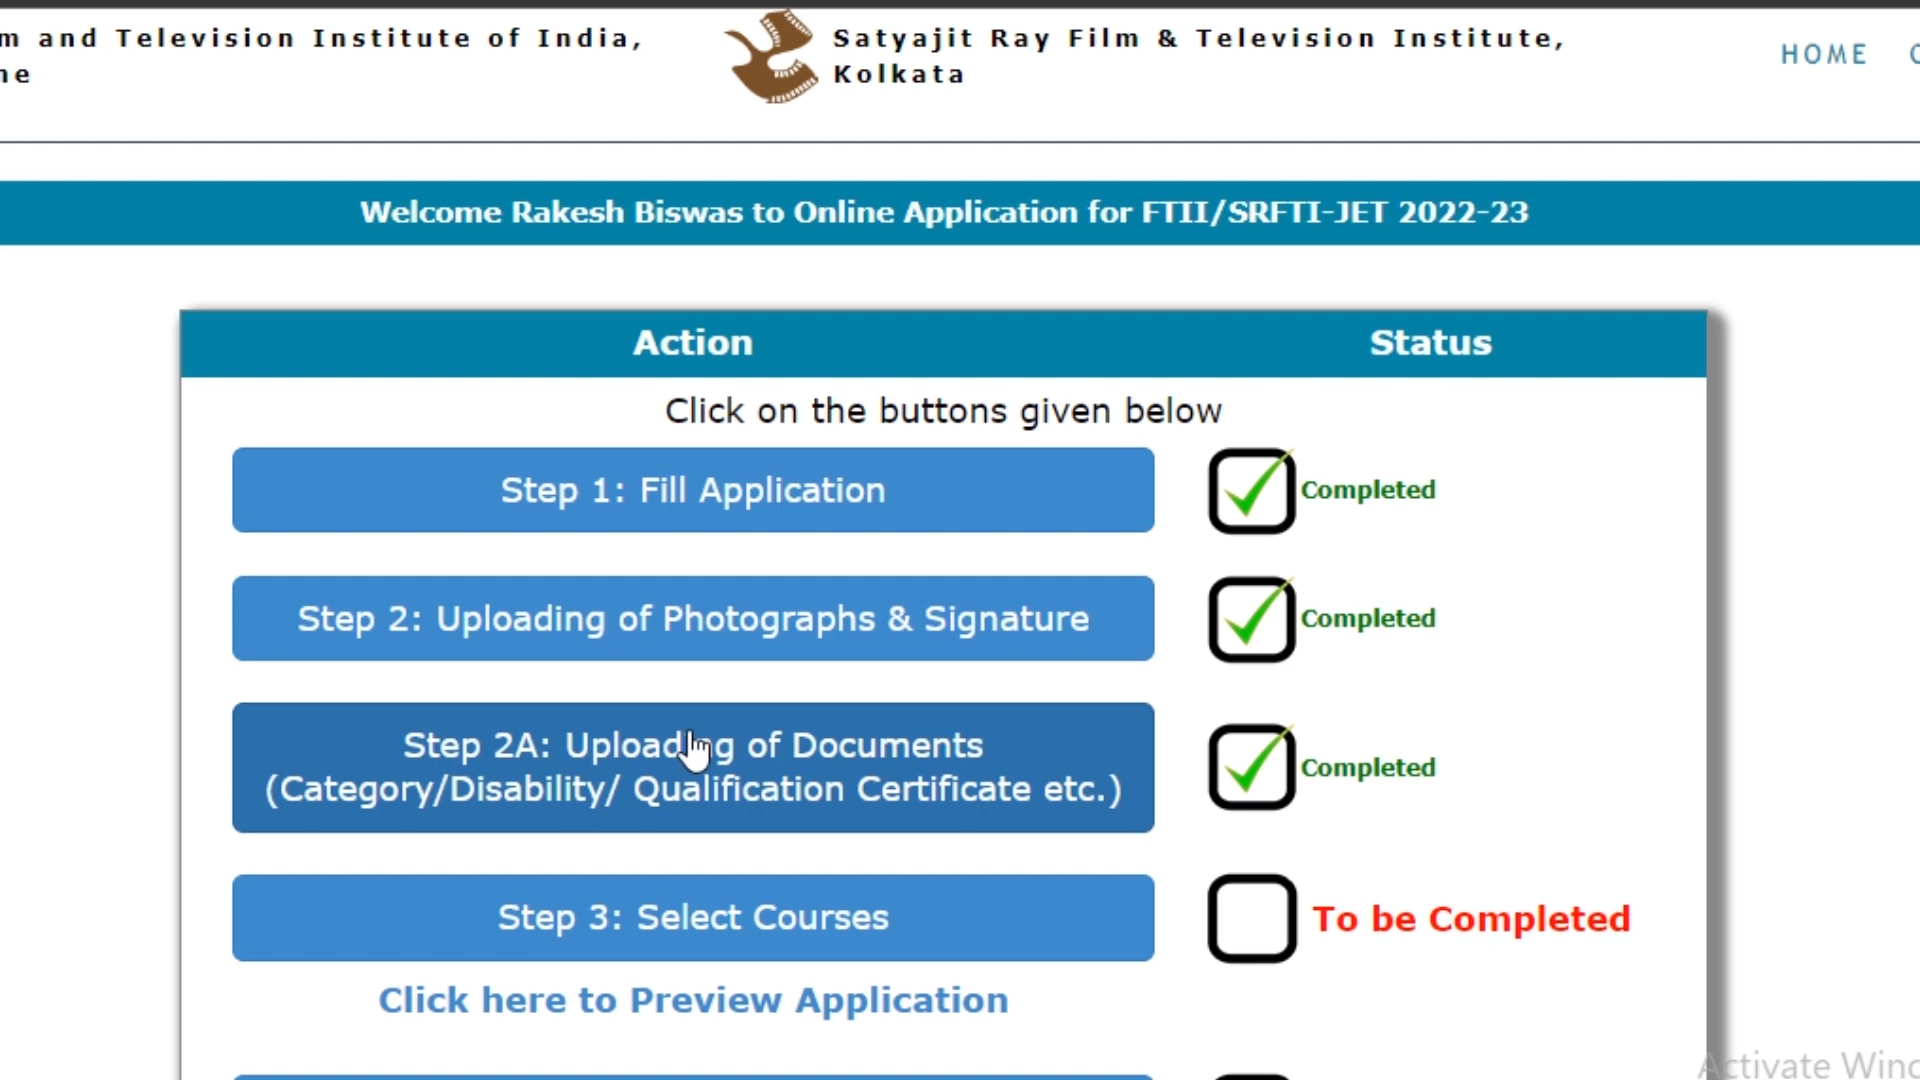 and Television Institute of India,
Satyajit Ray Film & Television Institute,
Kolkata
HOME
Welcome Rakesh Biswas to Online Application for FTII/SRFTI-JET 2022-23
Action
Status
Click on the buttons given below
Step 1: Fill Application
Completed
Step 2: Uploading of Photographs & Signature
Completed
Step 2A: Uploading of Documents
(Category/Disability/ Qualification Certificate etc.)
Completed
Step 3: Select Courses
To be Completed
Click here to Preview Application
Activate